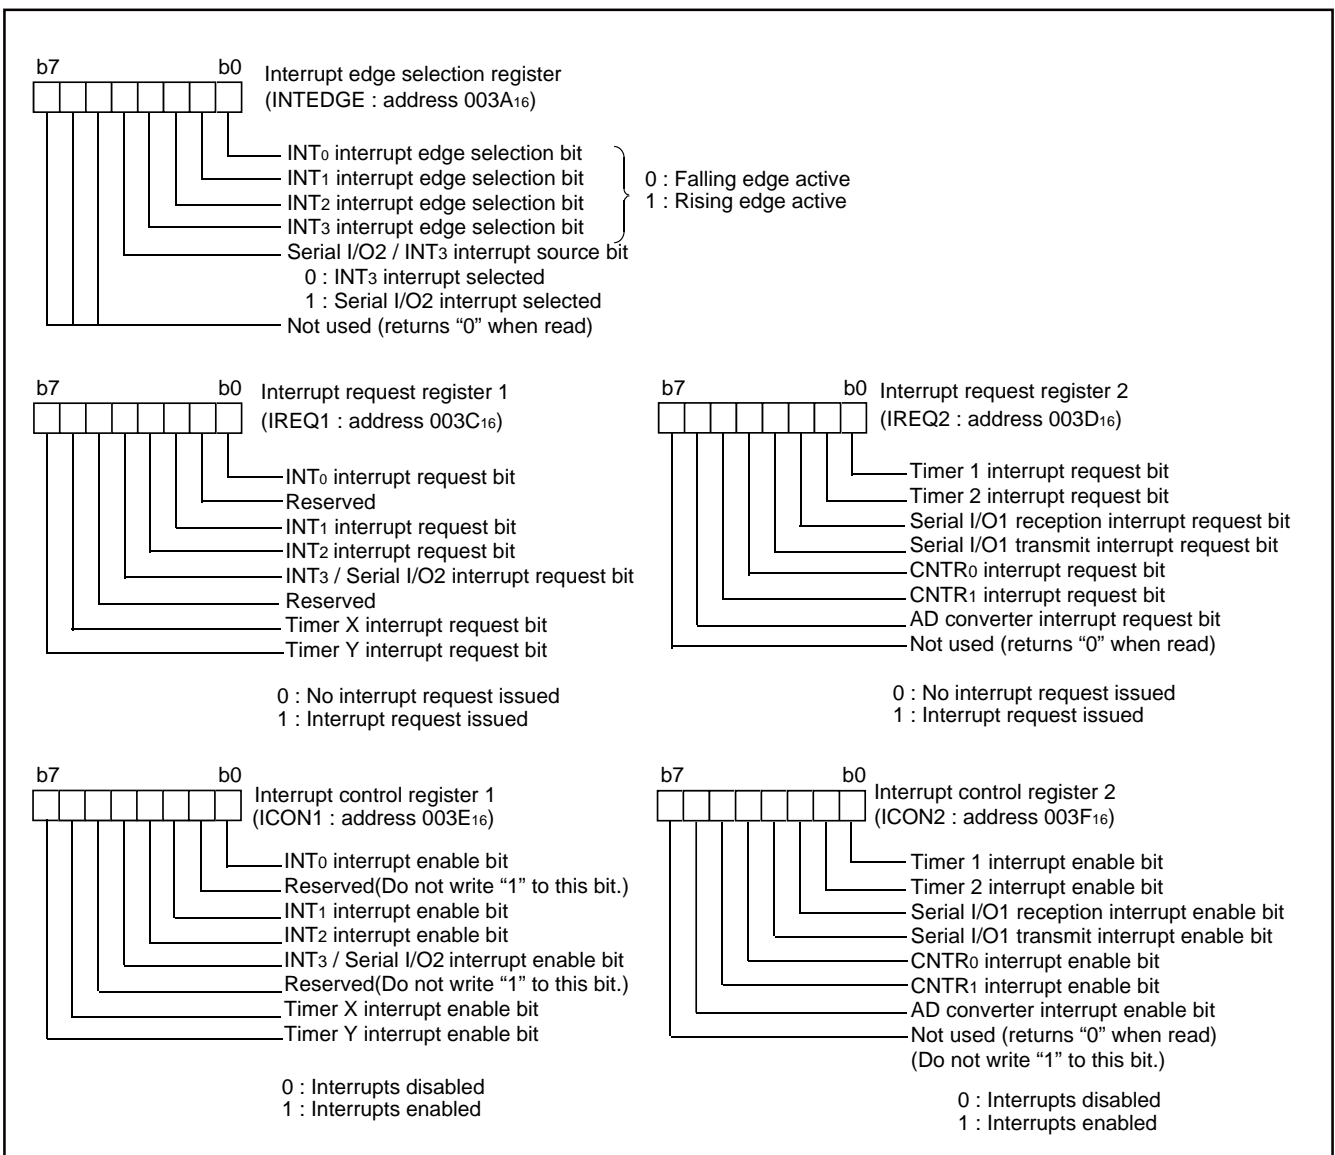 b7 b0 Interrupt edge selection register
(INTEDGE : address 003A16)
INT0 interrupt edge selection bit
INT1 interrupt edge selection bit
INT2 interrupt edge selection bit
INT3 interrupt edge selection bit
0 : Falling edge active
1 : Rising edge active
Serial I/O2 / INT3 interrupt source bit
0 : INT3 interrupt selected
1 : Serial I/O2 interrupt selected
Not used (returns “0” when read)
b7 b0 Interrupt request register 1
(IREQ1 : address 003C16)
INT0 interrupt request bit
Reserved
INT1 interrupt request bit
INT2 interrupt request bit
INT3 / Serial I/O2 interrupt request bit
Reserved
Timer X interrupt request bit
Timer Y interrupt request bit
0 : No interrupt request issued
1 : Interrupt request issued
b7 b0 Interrupt request register 2
(IREQ2 : address 003D16)
Timer 1 interrupt request bit
Timer 2 interrupt request bit
Serial I/O1 reception interrupt request bit
Serial I/O1 transmit interrupt request bit
CNTR0 interrupt request bit
CNTR1 interrupt request bit
AD converter interrupt request bit
Not used (returns “0” when read)
0 : No interrupt request issued
1 : Interrupt request issued
b7 b0 Interrupt control register 1
(ICON1 : address 003E16)
INT0 interrupt enable bit
Reserved(Do not write “1” to this bit.)
INT1 interrupt enable bit
INT2 interrupt enable bit
INT3 / Serial I/O2 interrupt enable bit
Reserved(Do not write “1” to this bit.)
Timer X interrupt enable bit
Timer Y interrupt enable bit
0 : Interrupts disabled
1 : Interrupts enabled
b7 b0 Interrupt control register 2
(ICON2 : address 003F16)
Timer 1 interrupt enable bit
Timer 2 interrupt enable bit
Serial I/O1 reception interrupt enable bit
Serial I/O1 transmit interrupt enable bit
CNTR0 interrupt enable bit
CNTR1 interrupt enable bit
AD converter interrupt enable bit
Not used (returns “0” when read)
(Do not write “1” to this bit.)
0 : Interrupts disabled
1 : Interrupts enabled